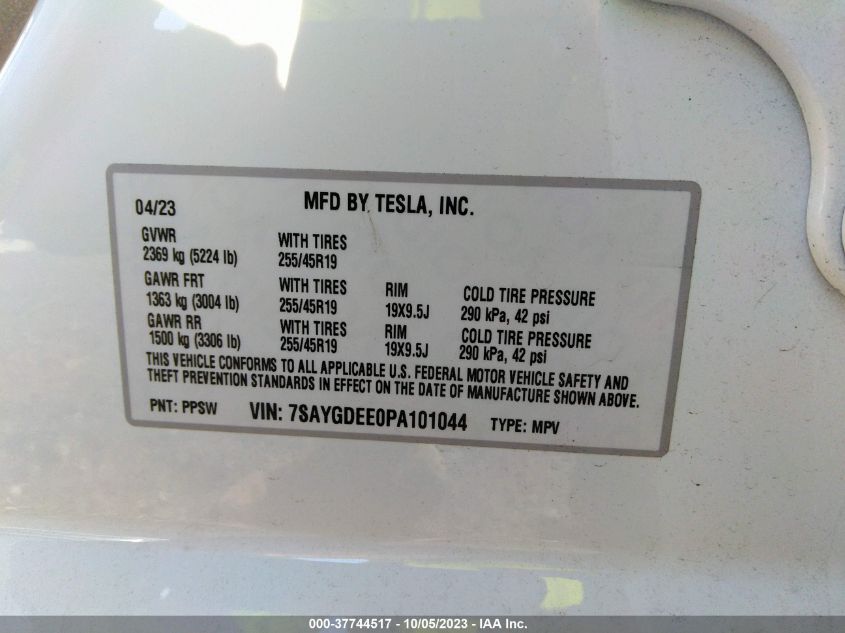 04/23 MFD BY TESLA, INC.
GVWR WITH TIRES
2369 kg (5224 lb) 255/45R19
GAWR FRT WITH TIRES RIM COLD TIRE PRESSURE
1363 kg (3004 lb) 255/45R19 19X9.5J 290 kPa, 42 psi
GAWR RR WITH TIRES RIM COLD TIRE PRESSURE
1500 kg (3306 lb) 255/45R19 19X9.5J 290 kPa, 42 psi
THIS VEHICLE CONFORMS TO ALL APPLICABLE U.S. FEDERAL MOTOR VEHICLE SAFETY AND
THEFT PREVENTION STANDARDS IN EFFECT ON THE DATE OF MANUFACTURE SHOWN ABOVE.
PNT: PPSW VIN: 7SAYGDEE0PA101044 TYPE: MPV
000-37744517 - 10/05/2023 - IAA Inc.